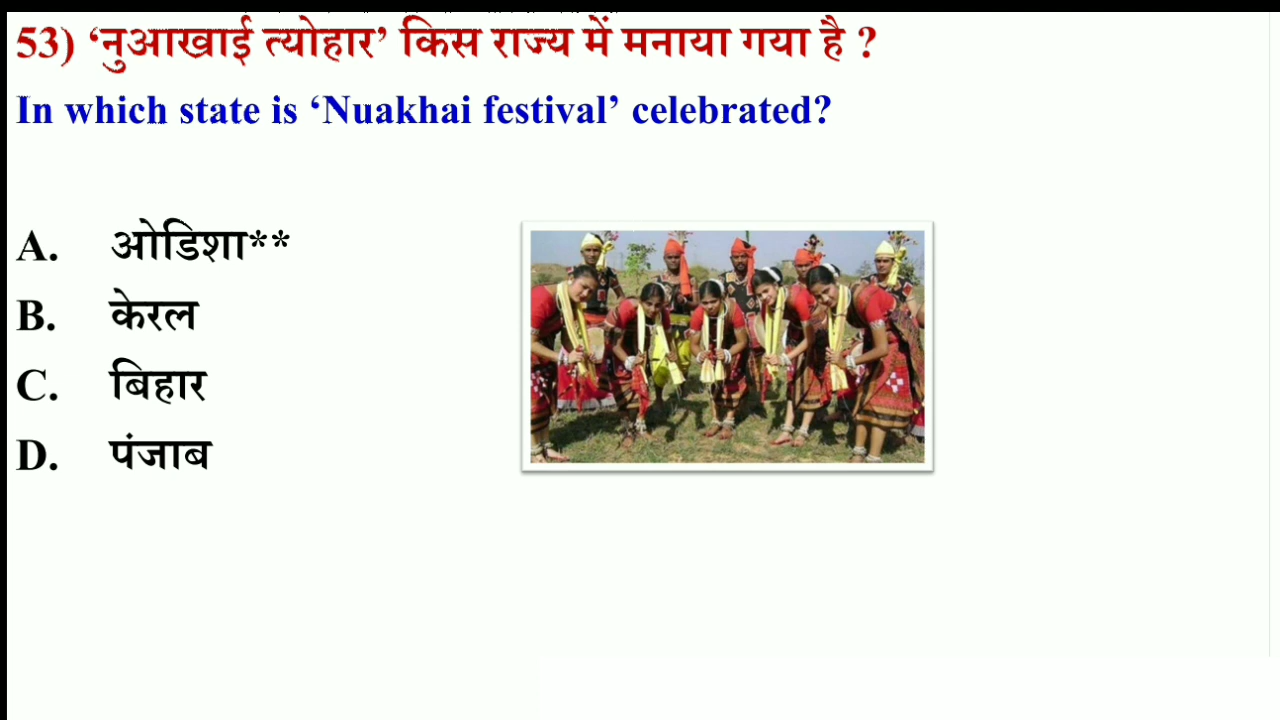 53) ‘नुआखाई त्योहार’ किस राज्य में मनाया गया है ?
In which state is ‘Nuakhai festival’ celebrated?
A. ओडिशा**
B. केरल
C. बिहार
D. पंजाब